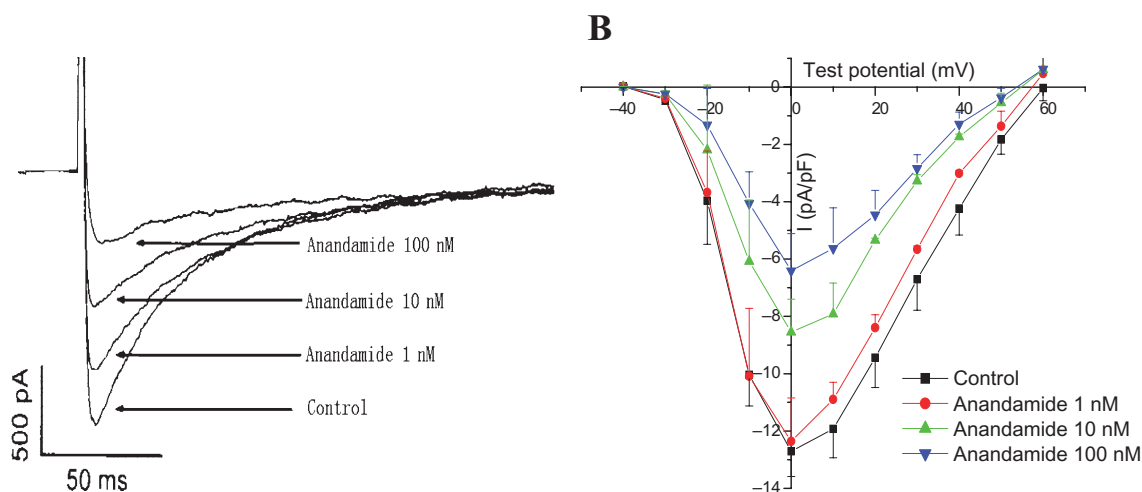 Anandamide 100 nM
Anandamide 10 nM
Anandamide 1 nM
Control
500 pA
50 ms
B
Test potential (mV)
−40 −20 0 20 40 60
0
−2
−4
−6
−8
−10
−12
−14
I (pA/pF)
Control
Anandamide 1 nM
Anandamide 10 nM
Anandamide 100 nM